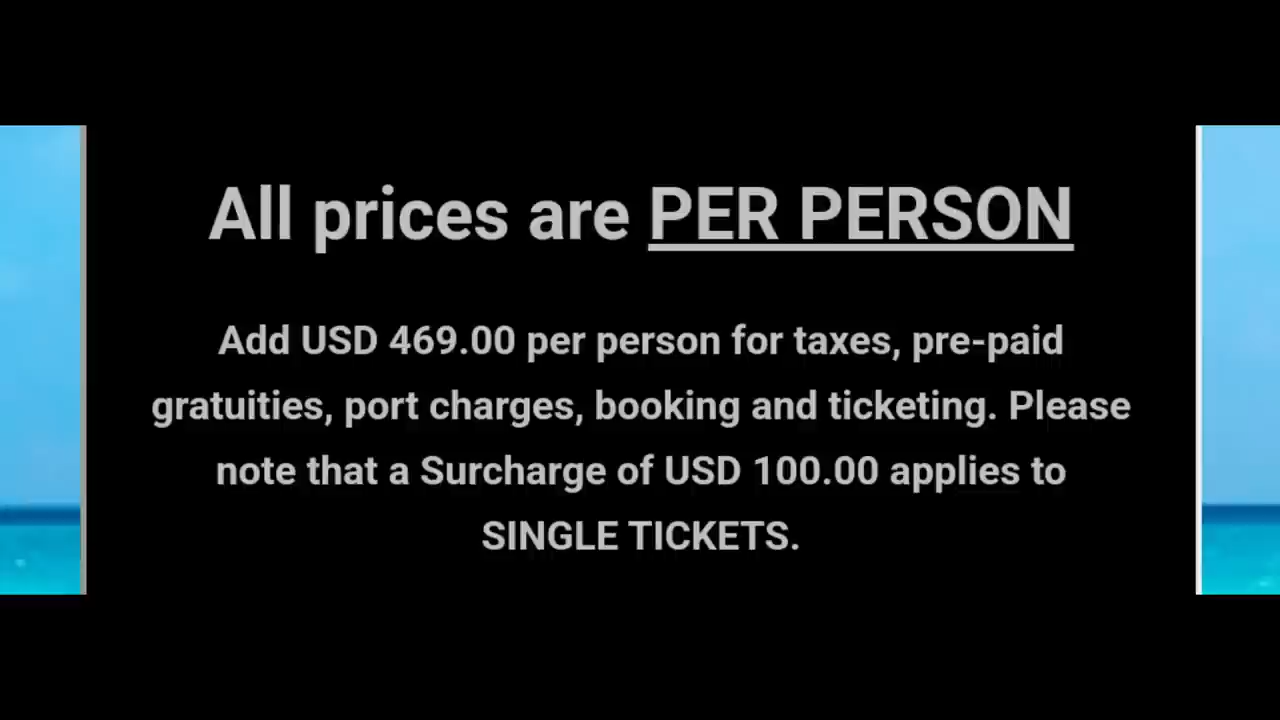 All prices are PER PERSON
Add USD 469.00 per person for taxes, pre-paid
gratuities, port charges, booking and ticketing. Please
note that a Surcharge of USD 100.00 applies to
SINGLE TICKETS.